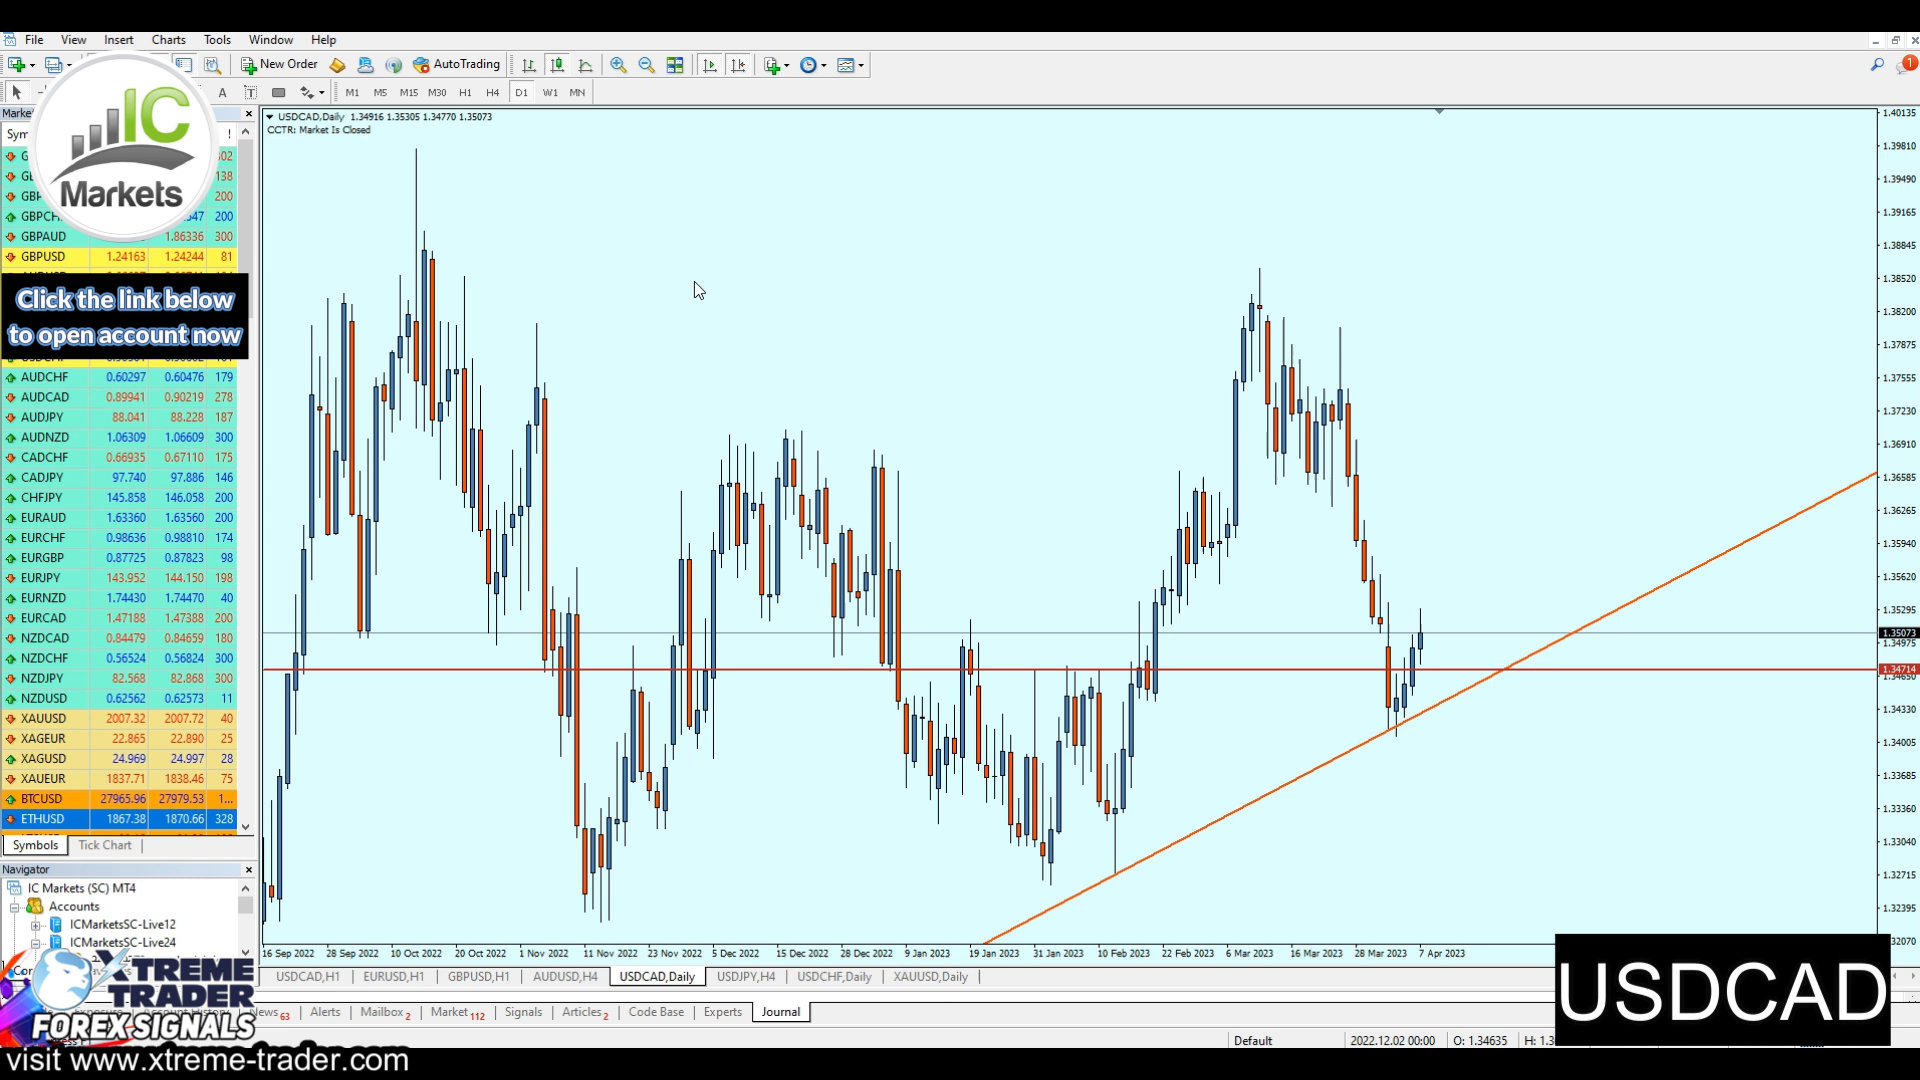 File View Insert Charts Tools Window Help
New Order AutoTrading
1
A T M1 M5 M15 M30 H1 H4 D1 W1 MN
IC
Markets
Click the link below
to open account now
USDCAD,Daily 1.34916 1.35305 1.34770 1.35073
CCTR: Market Is Closed
Sym !
GBPCH 200
GBPAUD 1.86336 300
GBPUSD 1.24163 1.24244 81
AUDCHF 0.60297 0.60476 179
AUDCAD 0.89941 0.90219 278
AUDJPY 88.041 88.228 187
AUDNZD 1.06309 1.06609 300
CADCHF 0.66935 0.67110 175
CADJPY 97.740 97.886 146
CHFJPY 145.858 146.058 200
EURAUD 1.63360 1.63560 200
EURCHF 0.98636 0.98810 174
EURGBP 0.87725 0.87823 98
EURJPY 143.952 144.150 198
EURNZD 1.74430 1.74470 40
EURCAD 1.47188 1.47388 200
NZDCAD 0.84479 0.84659 180
NZDCHF 0.56524 0.56824 300
NZDJPY 82.568 82.868 300
NZDUSD 0.62562 0.62573 11
XAUUSD 2007.32 2007.72 40
XAGEUR 22.865 22.890 25
XAGUSD 24.969 24.997 28
XAUEUR 1837.71 1838.46 75
BTCUSD 27965.96 27979.53 1...
ETHUSD 1867.38 1870.66 328
Symbols Tick Chart
Navigator
IC Markets (SC) MT4
Accounts
ICMarketsSC-Live12
ICMarketsSC-Live24
1.40135
1.39810
1.39490
1.39165
1.38845
1.38520
1.38200
1.37875
1.37555
1.37230
1.36910
1.36585
1.36265
1.35940
1.35620
1.35295
1.35073
1.34975
1.34714
1.34650
1.34330
1.34005
1.33685
1.33360
1.33040
1.32715
1.32395
16 Sep 2022 28 Sep 2022 10 Oct 2022 20 Oct 2022 1 Nov 2022 11 Nov 2022 23 Nov 2022 5 Dec 2022 15 Dec 2022 28 Dec 2022 9 Jan 2023 19 Jan 2023 31 Jan 2023 10 Feb 2023 22 Feb 2023 6 Mar 2023 16 Mar 2023 28 Mar 2023 7 Apr 2023
USDCAD,H1 EURUSD,H1 GBPUSD,H1 AUDUSD,H4 USDCAD,Daily USDJPY,H4 USDCHF,Daily XAUUSD,Daily
News 63 Alerts Mailbox 2 Market 112 Signals Articles 2 Code Base Experts Journal
Default 2022.12.02 00:00 O: 1.34635
XTREME
TRADER
FOREX SIGNALS
visit www.xtreme-trader.com
USDCAD